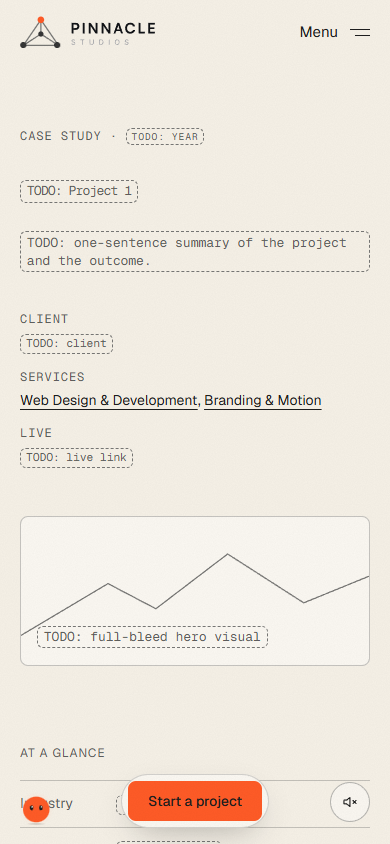 PINNACLE
STUDIOS
Menu
CASE STUDY · TODO: YEAR
TODO: Project 1
TODO: one-sentence summary of the project
and the outcome.
CLIENT
TODO: client
SERVICES
Web Design & Development, Branding & Motion
LIVE
TODO: live link
TODO: full-bleed hero visual
AT A GLANCE
Start a project